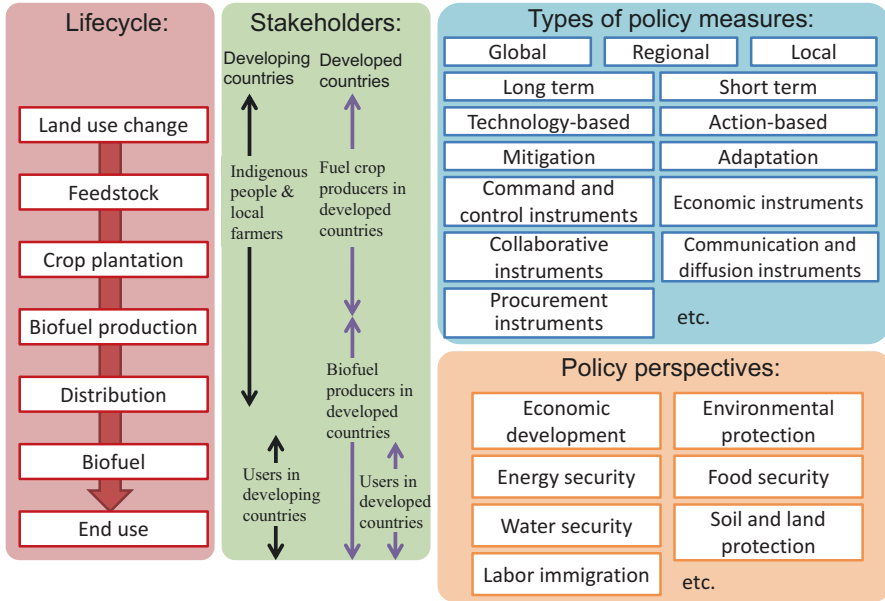 Lifecycle:
Land use change
Feedstock
Crop plantation
Biofuel production
Distribution
Biofuel
End use
Stakeholders:
Developing
countries
Developed
countries
Indigenous
people &
local
farmers
Fuel crop
producers in
developed
countries
Biofuel
producers in
developed
countries
Users in
developing
countries
Users in
developed
countries
Types of policy measures:
Global
Regional
Local
Long term
Short term
Technology-based
Action-based
Mitigation
Adaptation
Command and
control instruments
Economic instruments
Collaborative
instruments
Communication and
diffusion instruments
Procurement
instruments
etc.
Policy perspectives:
Economic
development
Environmental
protection
Energy security
Food security
Water security
Soil and land
protection
Labor immigration
etc.